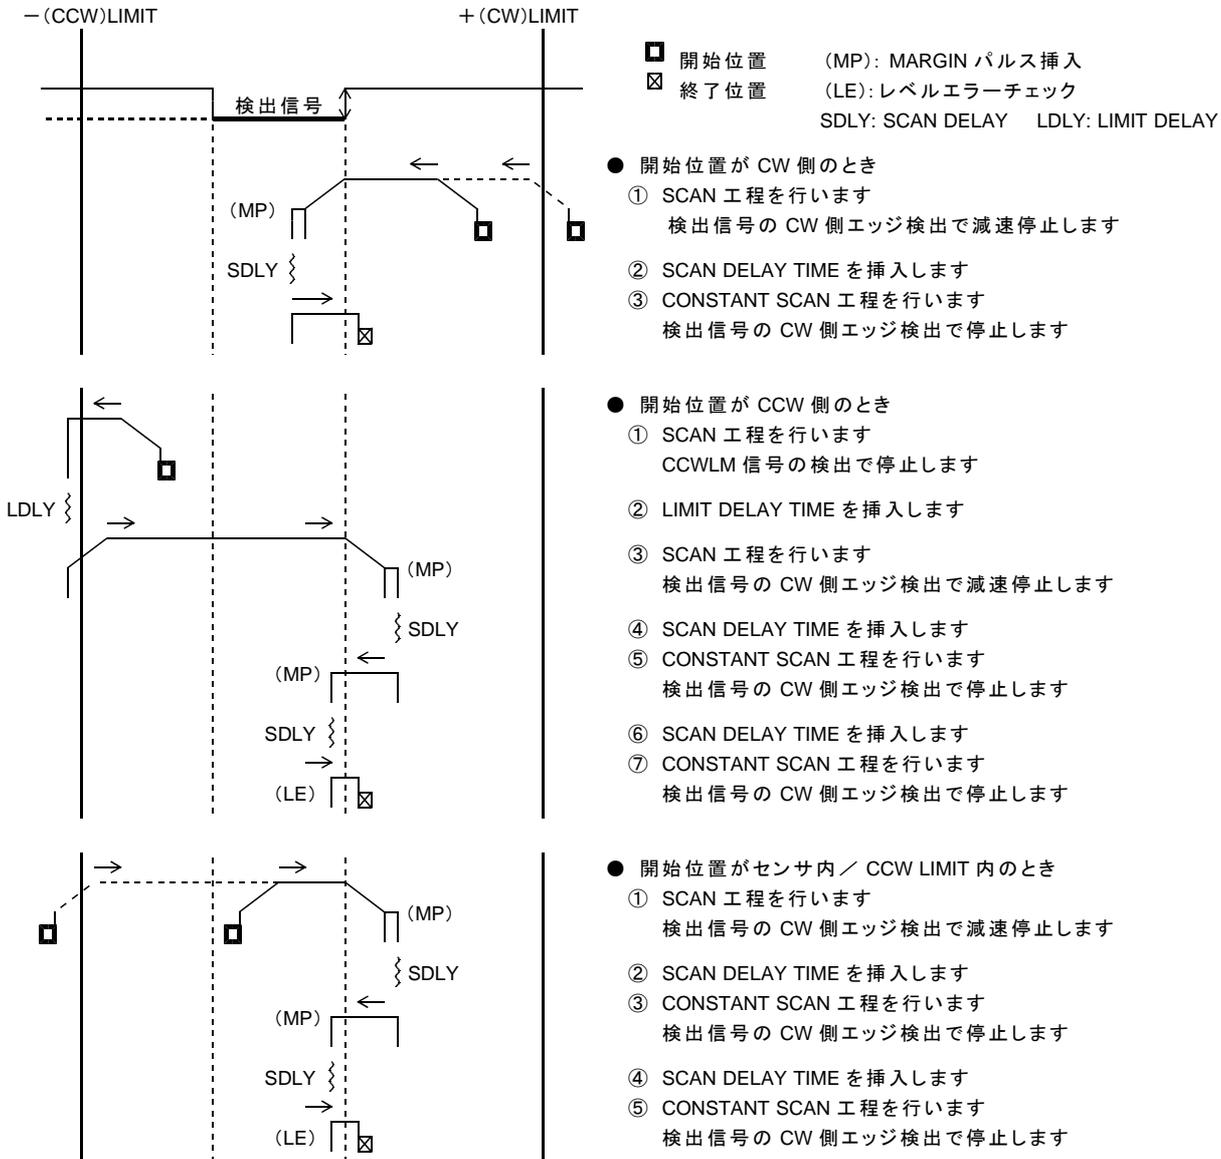 －(CCW)LIMIT
＋(CW)LIMIT
検出信号
(MP)
SDLY
開始位置 (MP): MARGIN パルス挿入
終了位置 (LE):レベルエラーチェック
SDLY: SCAN DELAY LDLY: LIMIT DELAY
● 開始位置が CW 側のとき
① SCAN 工程を行います
検出信号の CW 側エッジ検出で減速停止します
② SCAN DELAY TIME を挿入します
③ CONSTANT SCAN 工程を行います
検出信号の CW 側エッジ検出で停止します
LDLY
(MP)
SDLY
(MP)
SDLY
(LE)
● 開始位置が CCW 側のとき
① SCAN 工程を行います
CCWLM 信号の検出で停止します
② LIMIT DELAY TIME を挿入します
③ SCAN 工程を行います
検出信号の CW 側エッジ検出で減速停止します
④ SCAN DELAY TIME を挿入します
⑤ CONSTANT SCAN 工程を行います
検出信号の CW 側エッジ検出で停止します
⑥ SCAN DELAY TIME を挿入します
⑦ CONSTANT SCAN 工程を行います
検出信号の CW 側エッジ検出で停止します
(MP)
SDLY
(MP)
SDLY
(LE)
● 開始位置がセンサ内／ CCW LIMIT 内のとき
① SCAN 工程を行います
検出信号の CW 側エッジ検出で減速停止します
② SCAN DELAY TIME を挿入します
③ CONSTANT SCAN 工程を行います
検出信号の CW 側エッジ検出で停止します
④ SCAN DELAY TIME を挿入します
⑤ CONSTANT SCAN 工程を行います
検出信号の CW 側エッジ検出で停止します